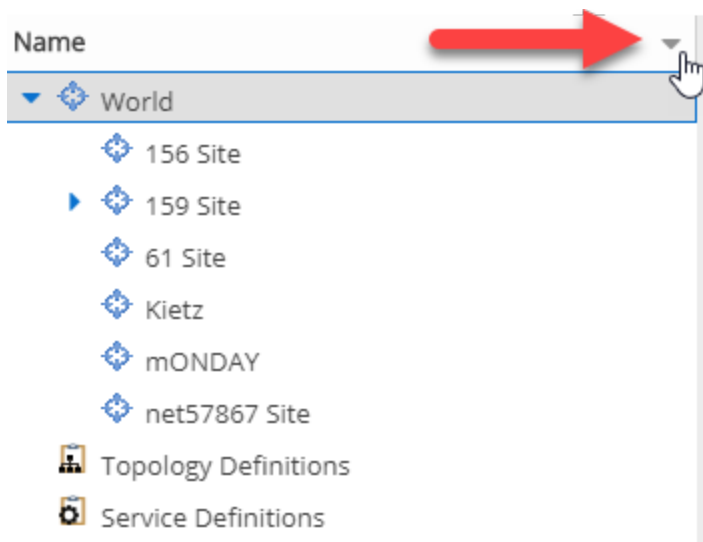 Name
World
156 Site
159 Site
61 Site
Kietz
mONDAY
net57867 Site
Topology Definitions
Service Definitions